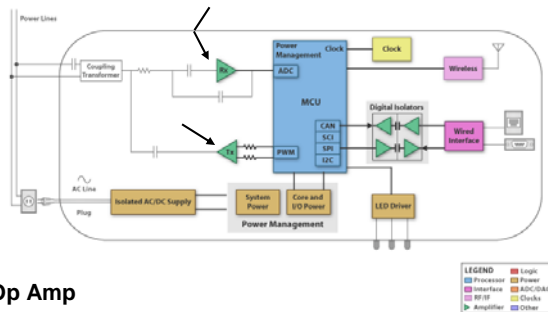 Power Lines
Coupling
Transformer
Rx
Power
Management
Clock
ADC
MCU
CAN
SCI
SPI
I2C
PWM
Clock
Wireless
Digital Isolators
Wired
Interface
Tx
AC Line
Plug
Isolated AC/DC Supply
System
Power
Core and
I/O Power
Power Management
LED Driver
Op Amp
LEGEND
Processor
Interface
RF/IF
Amplifier
Logic
Power
ADC/DAC
Clocks
Other